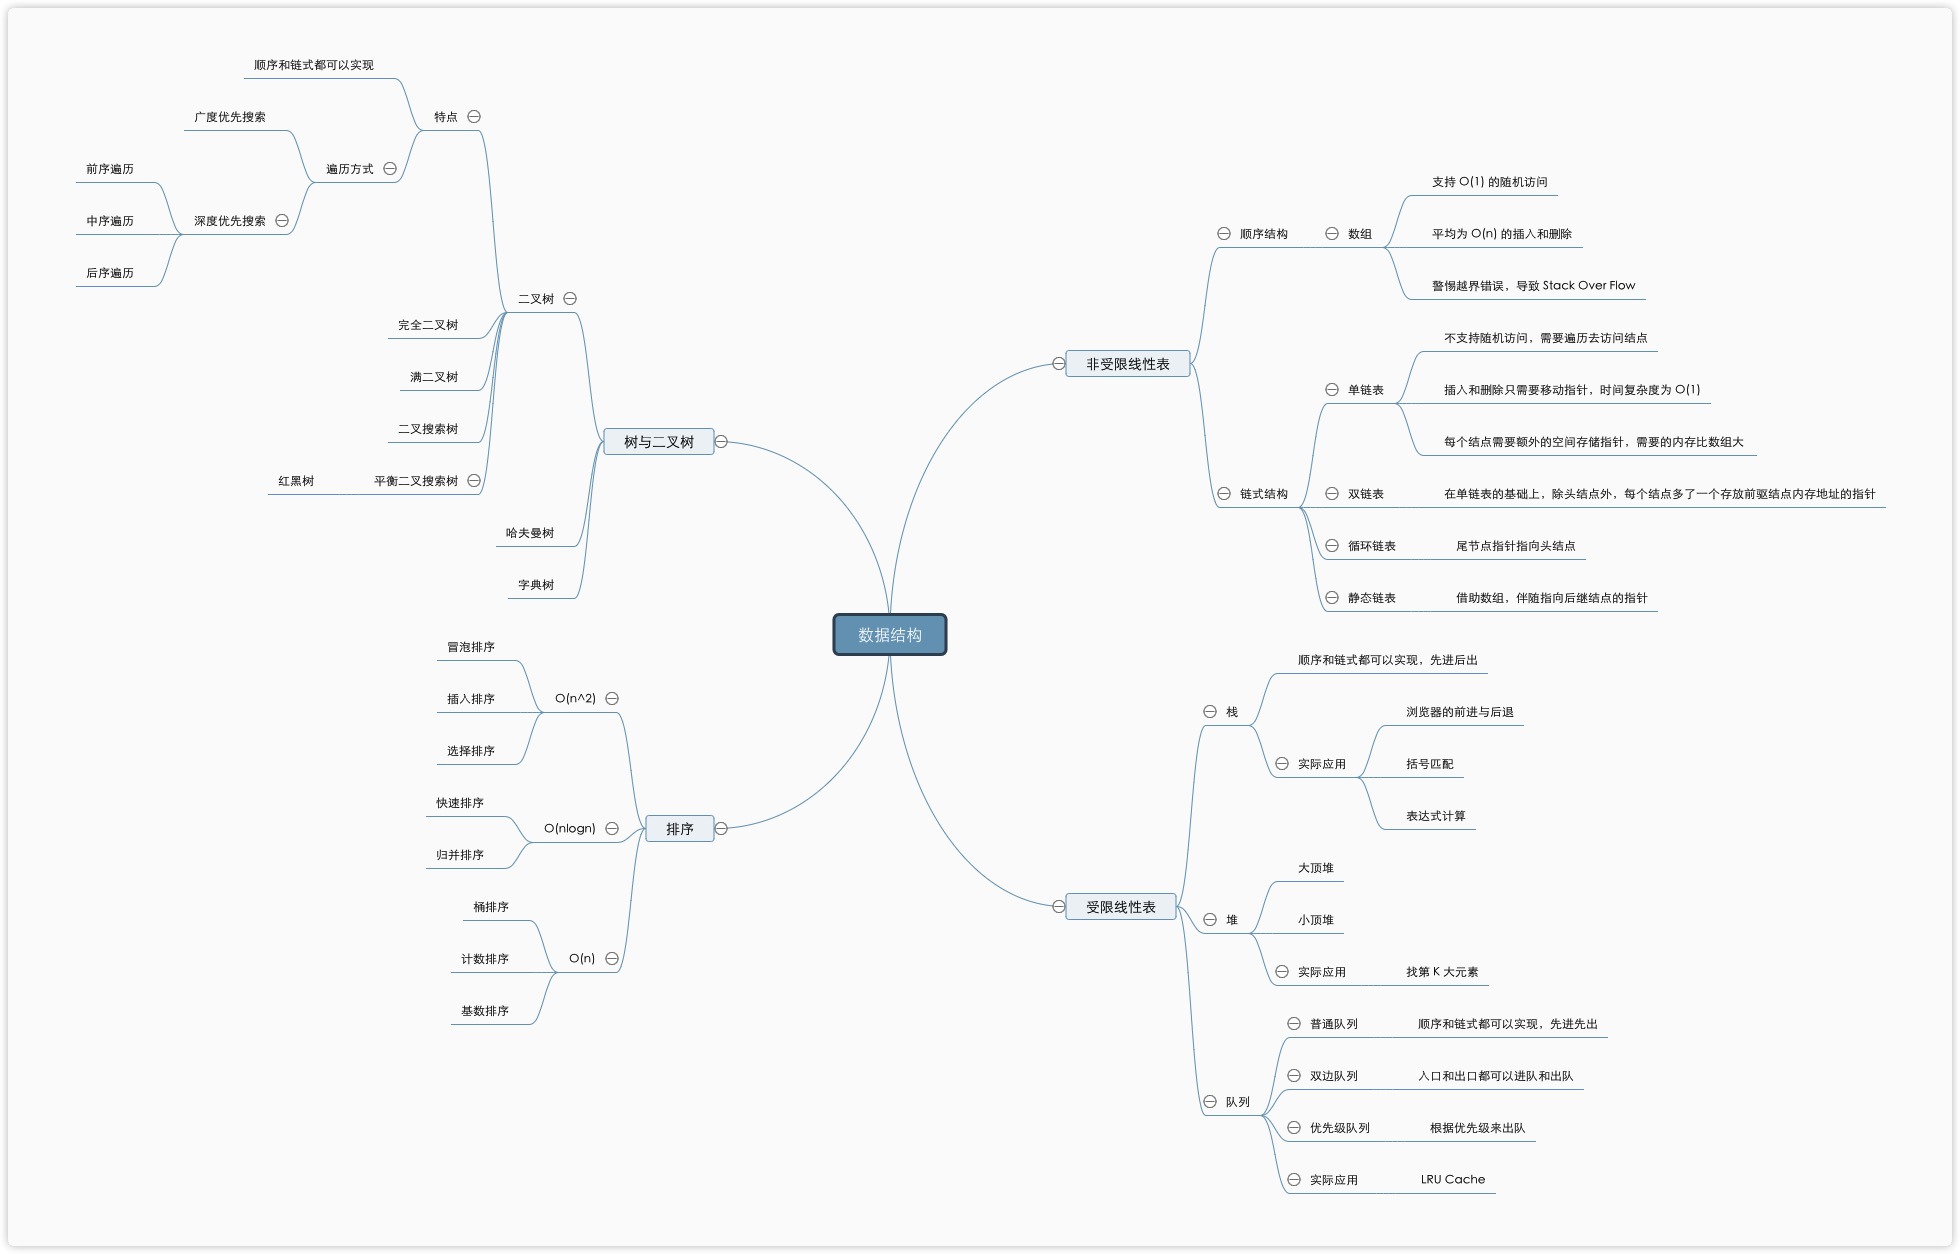 数据结构
非受限线性表
顺序结构
数组
支持 O(1) 的随机访问
平均为 O(n) 的插入和删除
警惕越界错误，导致 Stack Over Flow
链式结构
单链表
不支持随机访问，需要遍历去访问结点
插入和删除只需要移动指针，时间复杂度为 O(1)
每个结点需要额外的空间存储指针，需要的内存比数组大
双链表
在单链表的基础上，除头结点外，每个结点多了一个存放前驱结点内存地址的指针
循环链表
尾节点指针指向头结点
静态链表
借助数组，伴随指向后继结点的指针
受限线性表
栈
顺序和链式都可以实现，先进后出
实际应用
浏览器的前进与后退
括号匹配
表达式计算
堆
大顶堆
小顶堆
实际应用
找第 K 大元素
队列
普通队列
顺序和链式都可以实现，先进先出
双边队列
入口和出口都可以进队和出队
优先级队列
根据优先级来出队
实际应用
LRU Cache
树与二叉树
二叉树
特点
顺序和链式都可以实现
遍历方式
广度优先搜索
深度优先搜索
前序遍历
中序遍历
后序遍历
完全二叉树
满二叉树
二叉搜索树
平衡二叉搜索树
红黑树
哈夫曼树
字典树
排序
O(n^2)
冒泡排序
插入排序
选择排序
O(nlogn)
快速排序
归并排序
O(n)
桶排序
计数排序
基数排序